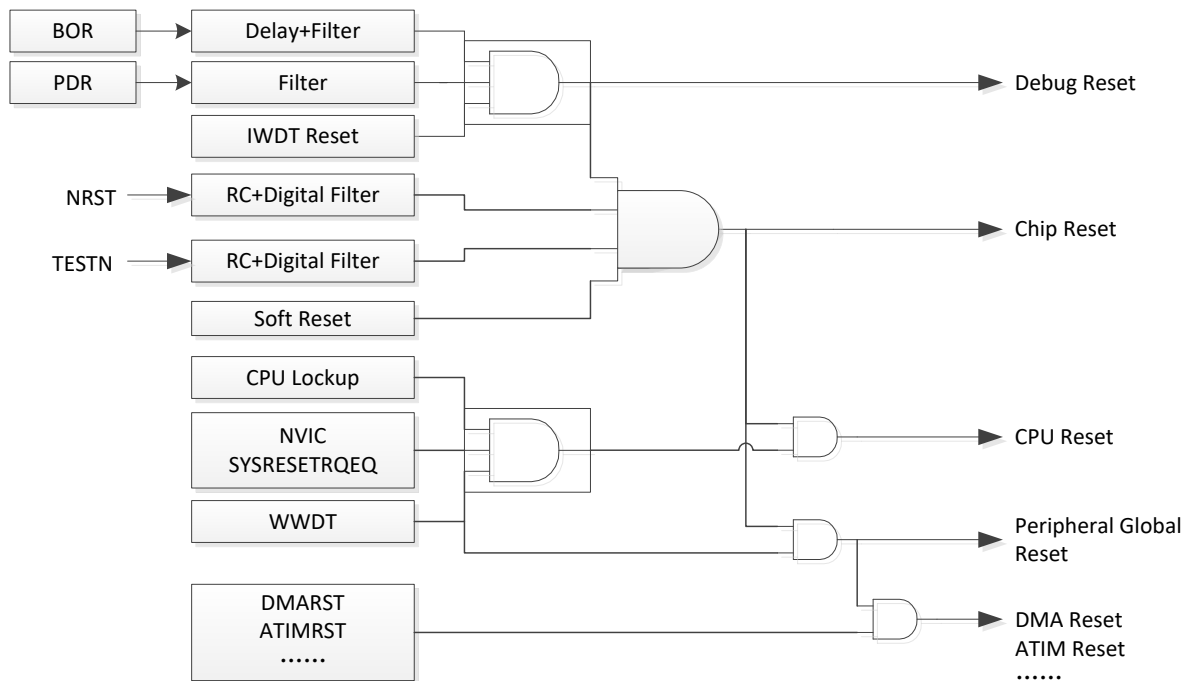 BOR
Delay+Filter
PDR
Filter
Debug Reset
IWDT Reset
NRST
RC+Digital Filter
Chip Reset
TESTN
RC+Digital Filter
Soft Reset
CPU Lockup
NVIC
SYSRESETRQEQ
CPU Reset
WWDT
Peripheral Global
Reset
DMARST
ATIMRST
......
DMA Reset
ATIM Reset
......